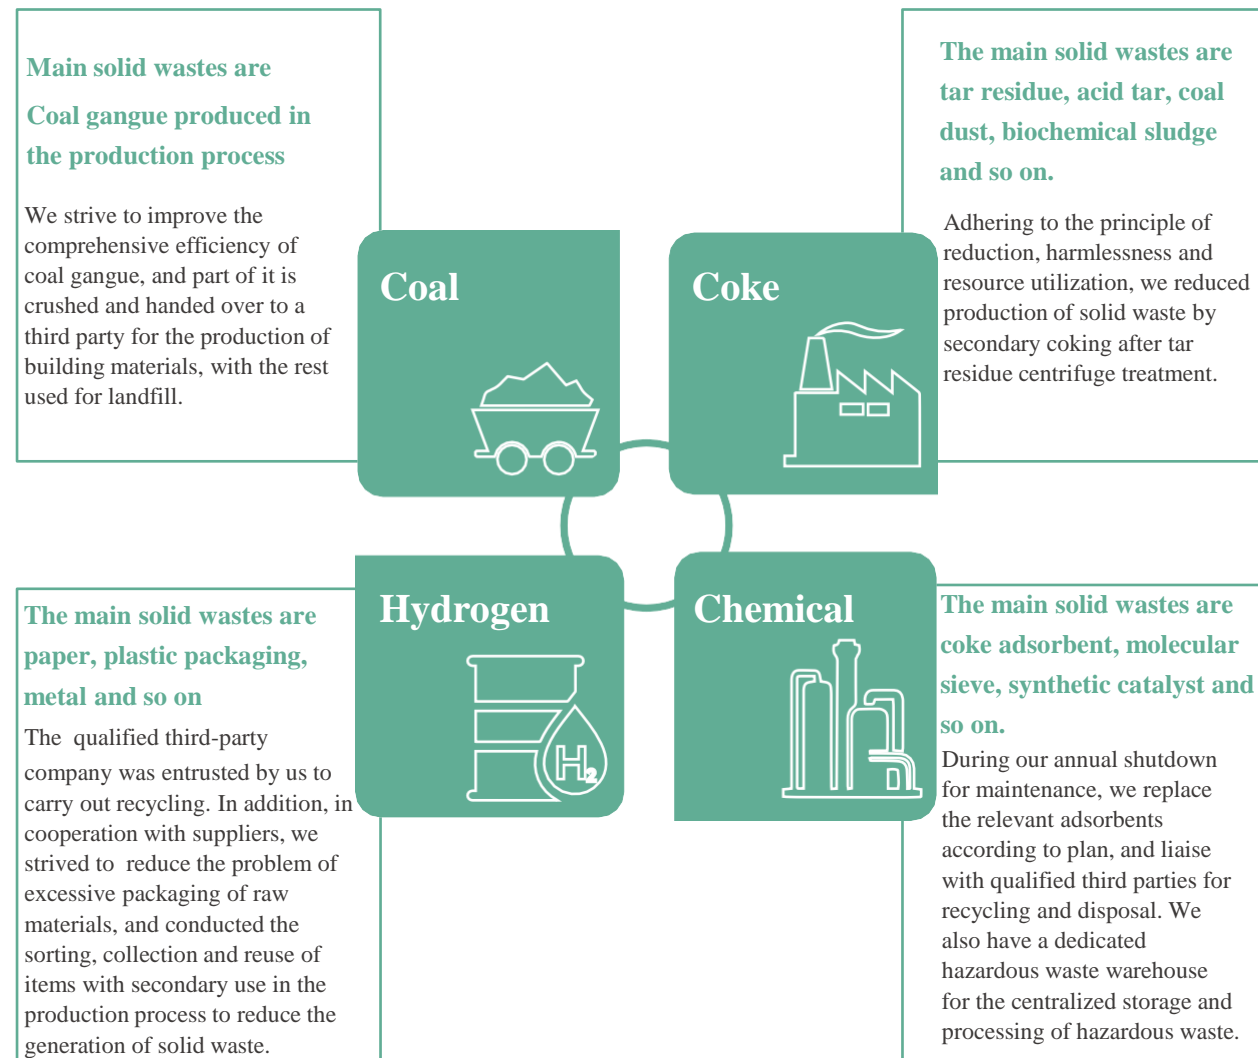 Main solid wastes are
Coal gangue produced in
the production process
We strive to improve the
comprehensive efficiency of
coal gangue, and part of it is
crushed and handed over to a
third party for the production of
building materials, with the rest
used for landfill.
Coal
Coke
The main solid wastes are
tar residue, acid tar, coal
dust, biochemical sludge
and so on.
Adhering to the principle of
reduction, harmlessness and
resource utilization, we reduced
production of solid waste by
secondary coking after tar
residue centrifuge treatment.
The main solid wastes are
paper, plastic packaging,
metal and so on
The qualified third-party
company was entrusted by us to
carry out recycling. In addition, in
cooperation with suppliers, we
strived to reduce the problem of
excessive packaging of raw
materials, and conducted the
sorting, collection and reuse of
items with secondary use in the
production process to reduce the
generation of solid waste.
Hydrogen
H2
Chemical
The main solid wastes are
coke adsorbent, molecular
sieve, synthetic catalyst and
so on.
During our annual shutdown
for maintenance, we replace
the relevant adsorbents
according to plan, and liaise
with qualified third parties for
recycling and disposal. We
also have a dedicated
hazardous waste warehouse
for the centralized storage and
processing of hazardous waste.